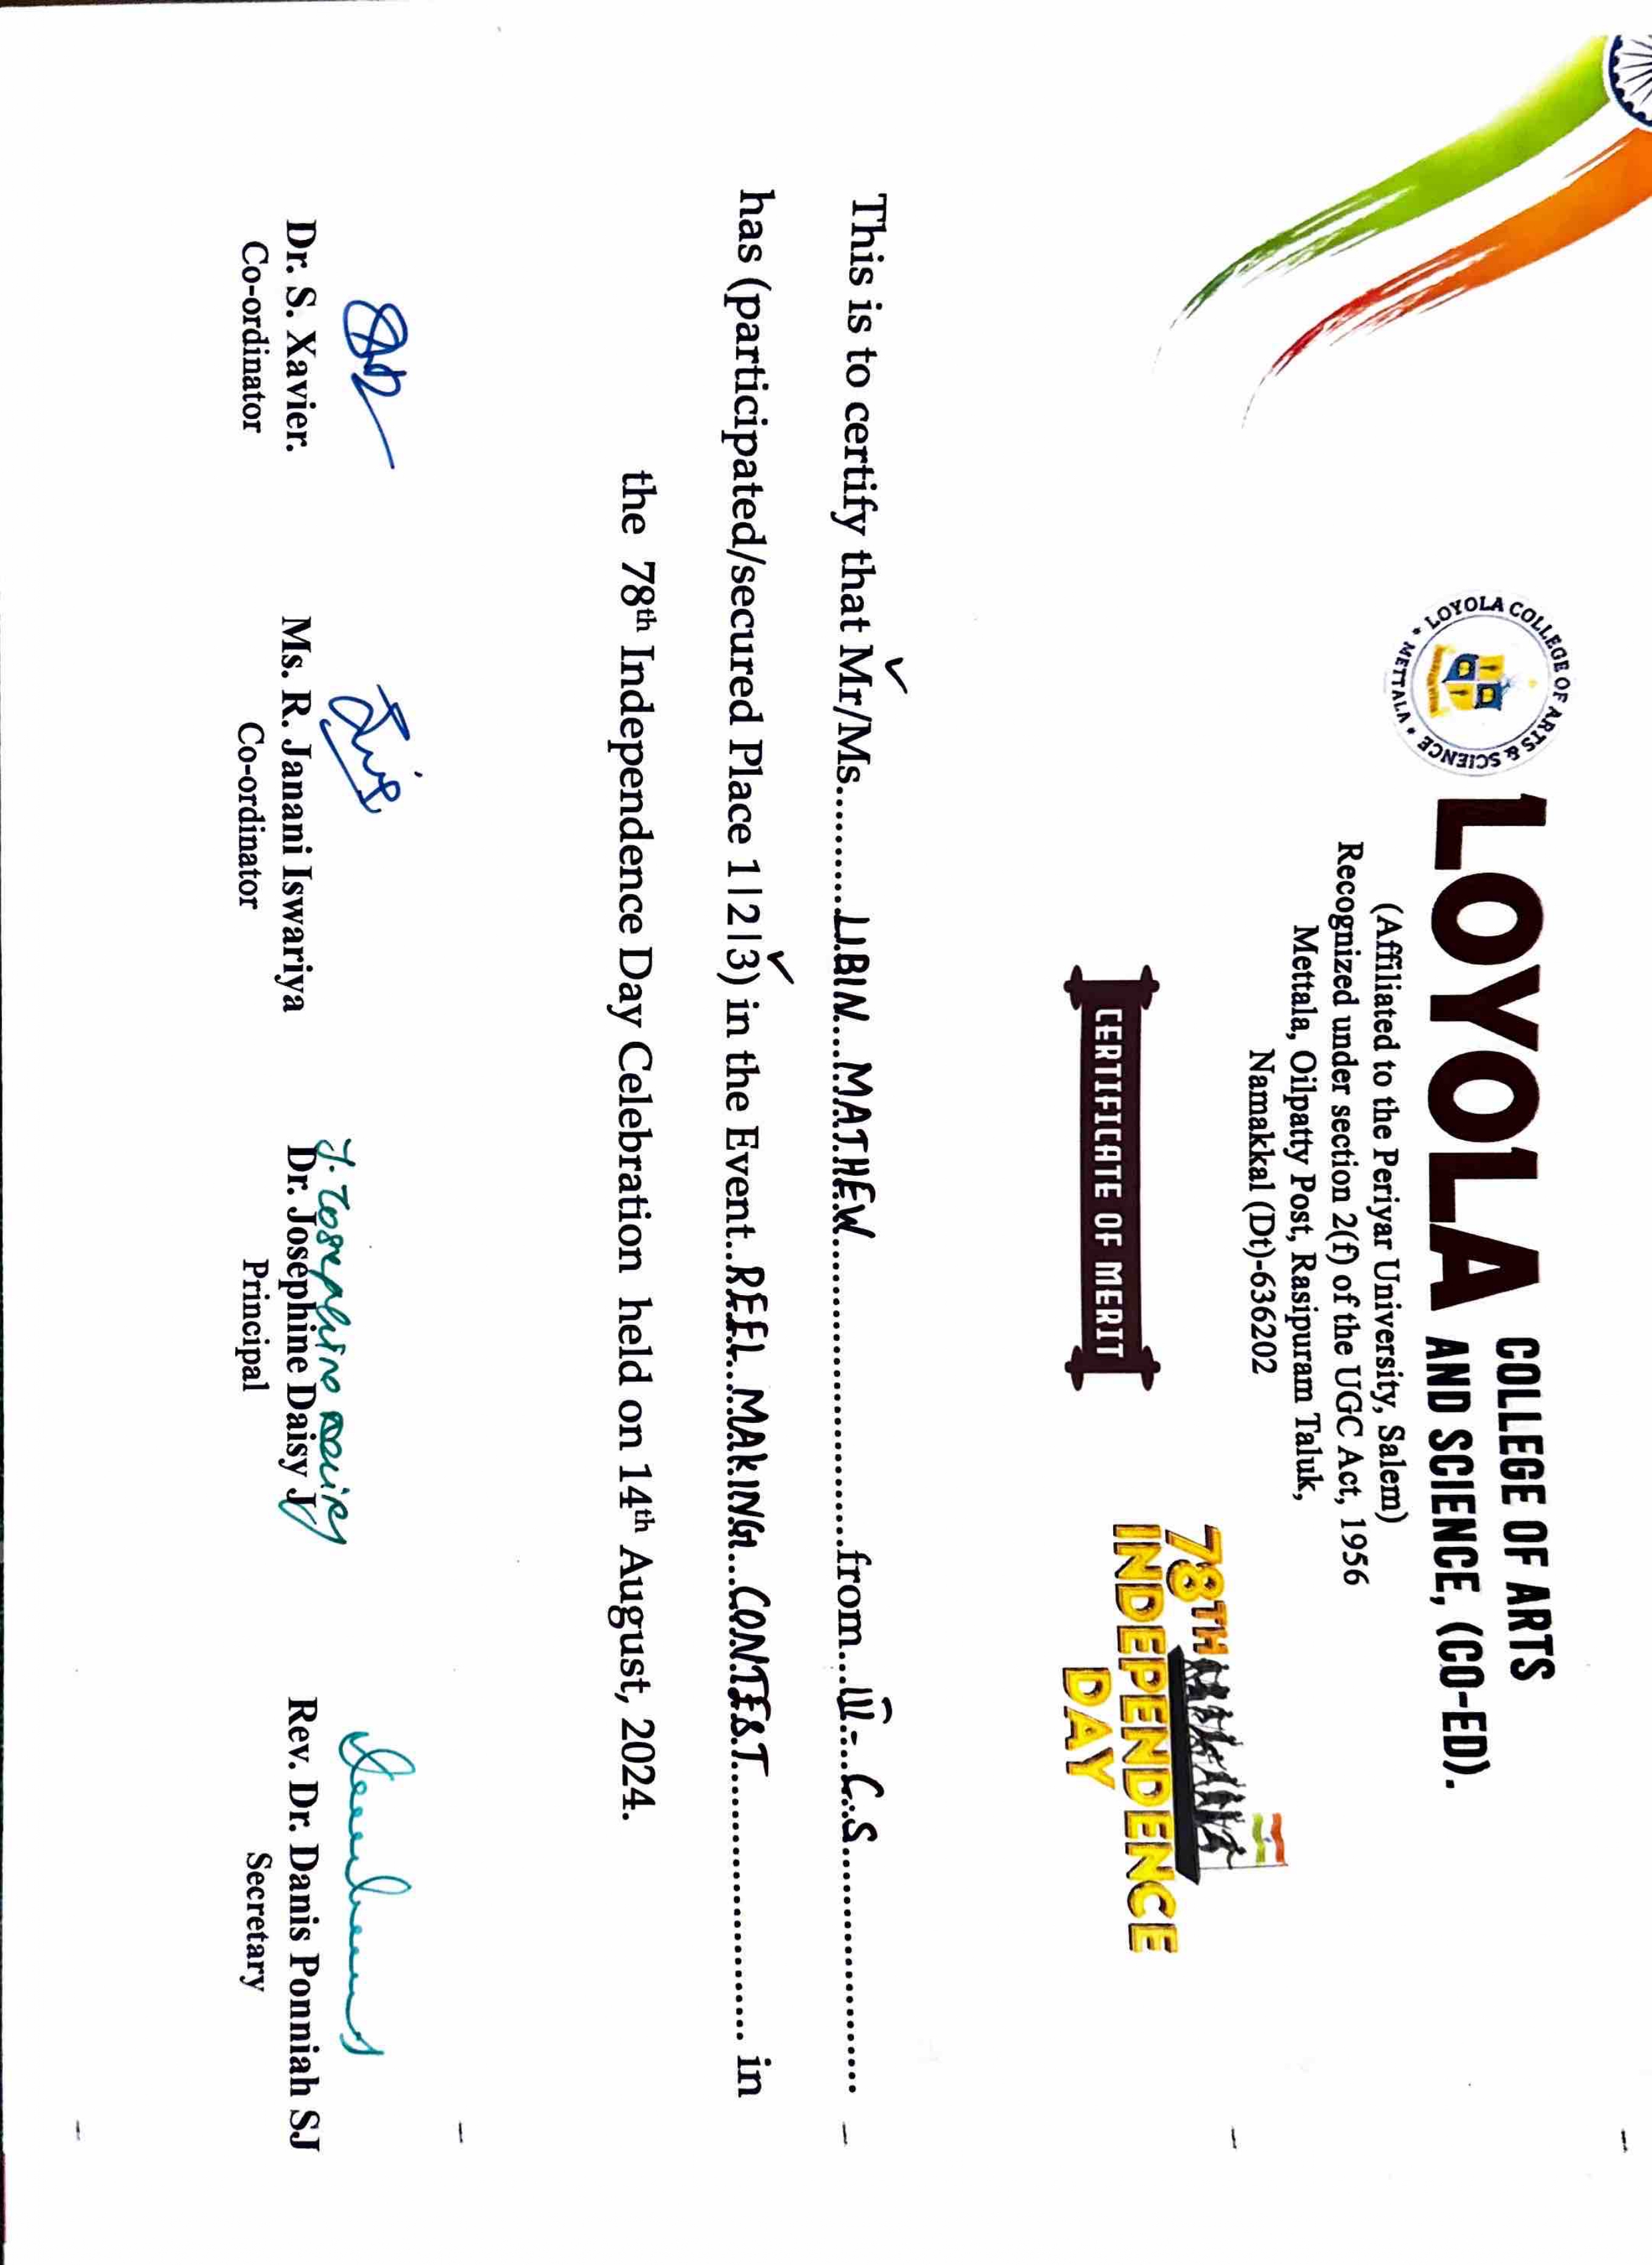 LOYOLA COLLEGE OF ARTS & SCIENCE * METTALA *
LOYOLA COLLEGE OF ARTS
AND SCIENCE, (CO-ED).
(Affiliated to the Periyar University, Salem)
Recognized under section 2(f) of the UGC Act, 1956
Mettala, Oilpatty Post, Rasipuram Taluk,
Namakkal (Dt)-636202
CERTIFICATE OF MERIT
78TH
INDEPENDENCE
DAY
This is to certify that Mr/Ms..........LIBIN MATHEW..........from....III - C.S..........
has (participated/secured Place 1|2|3) in the Event..REEL MAKING CONTEST.......... in
the 78th Independence Day Celebration held on 14th August, 2024.
J. Josephine Daisy
Dr. S. Xavier. Ms. R. Janani Iswariya Dr. Josephine Daisy J Rev. Dr. Danis Ponniah SJ
Co-ordinator Co-ordinator Principal Secretary